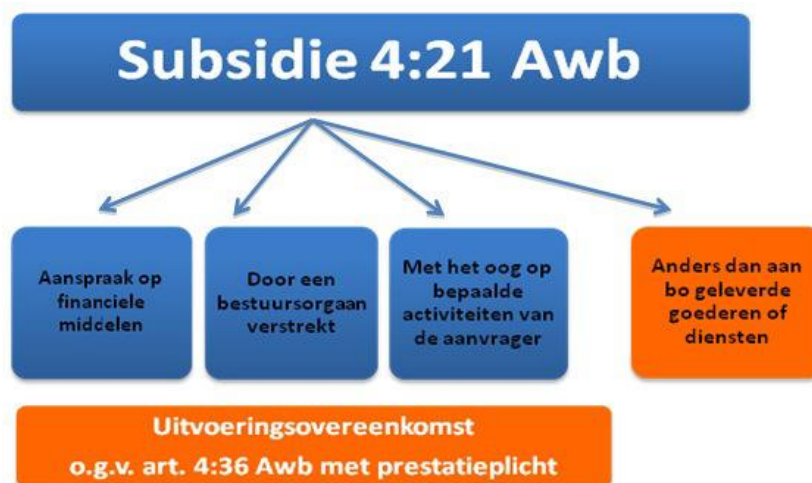 Subsidie 4:21 Awb
Aanspraak op
financiele
middelen
Door een
bestuursorgaan
verstrekt
Met het oog op
bepaalde
activiteiten van
de aanvrager
Anders dan aan
bo geleverde
goederen of
diensten
Uitvoeringsovereenkomst
o.g.v. art. 4:36 Awb met prestatieplicht